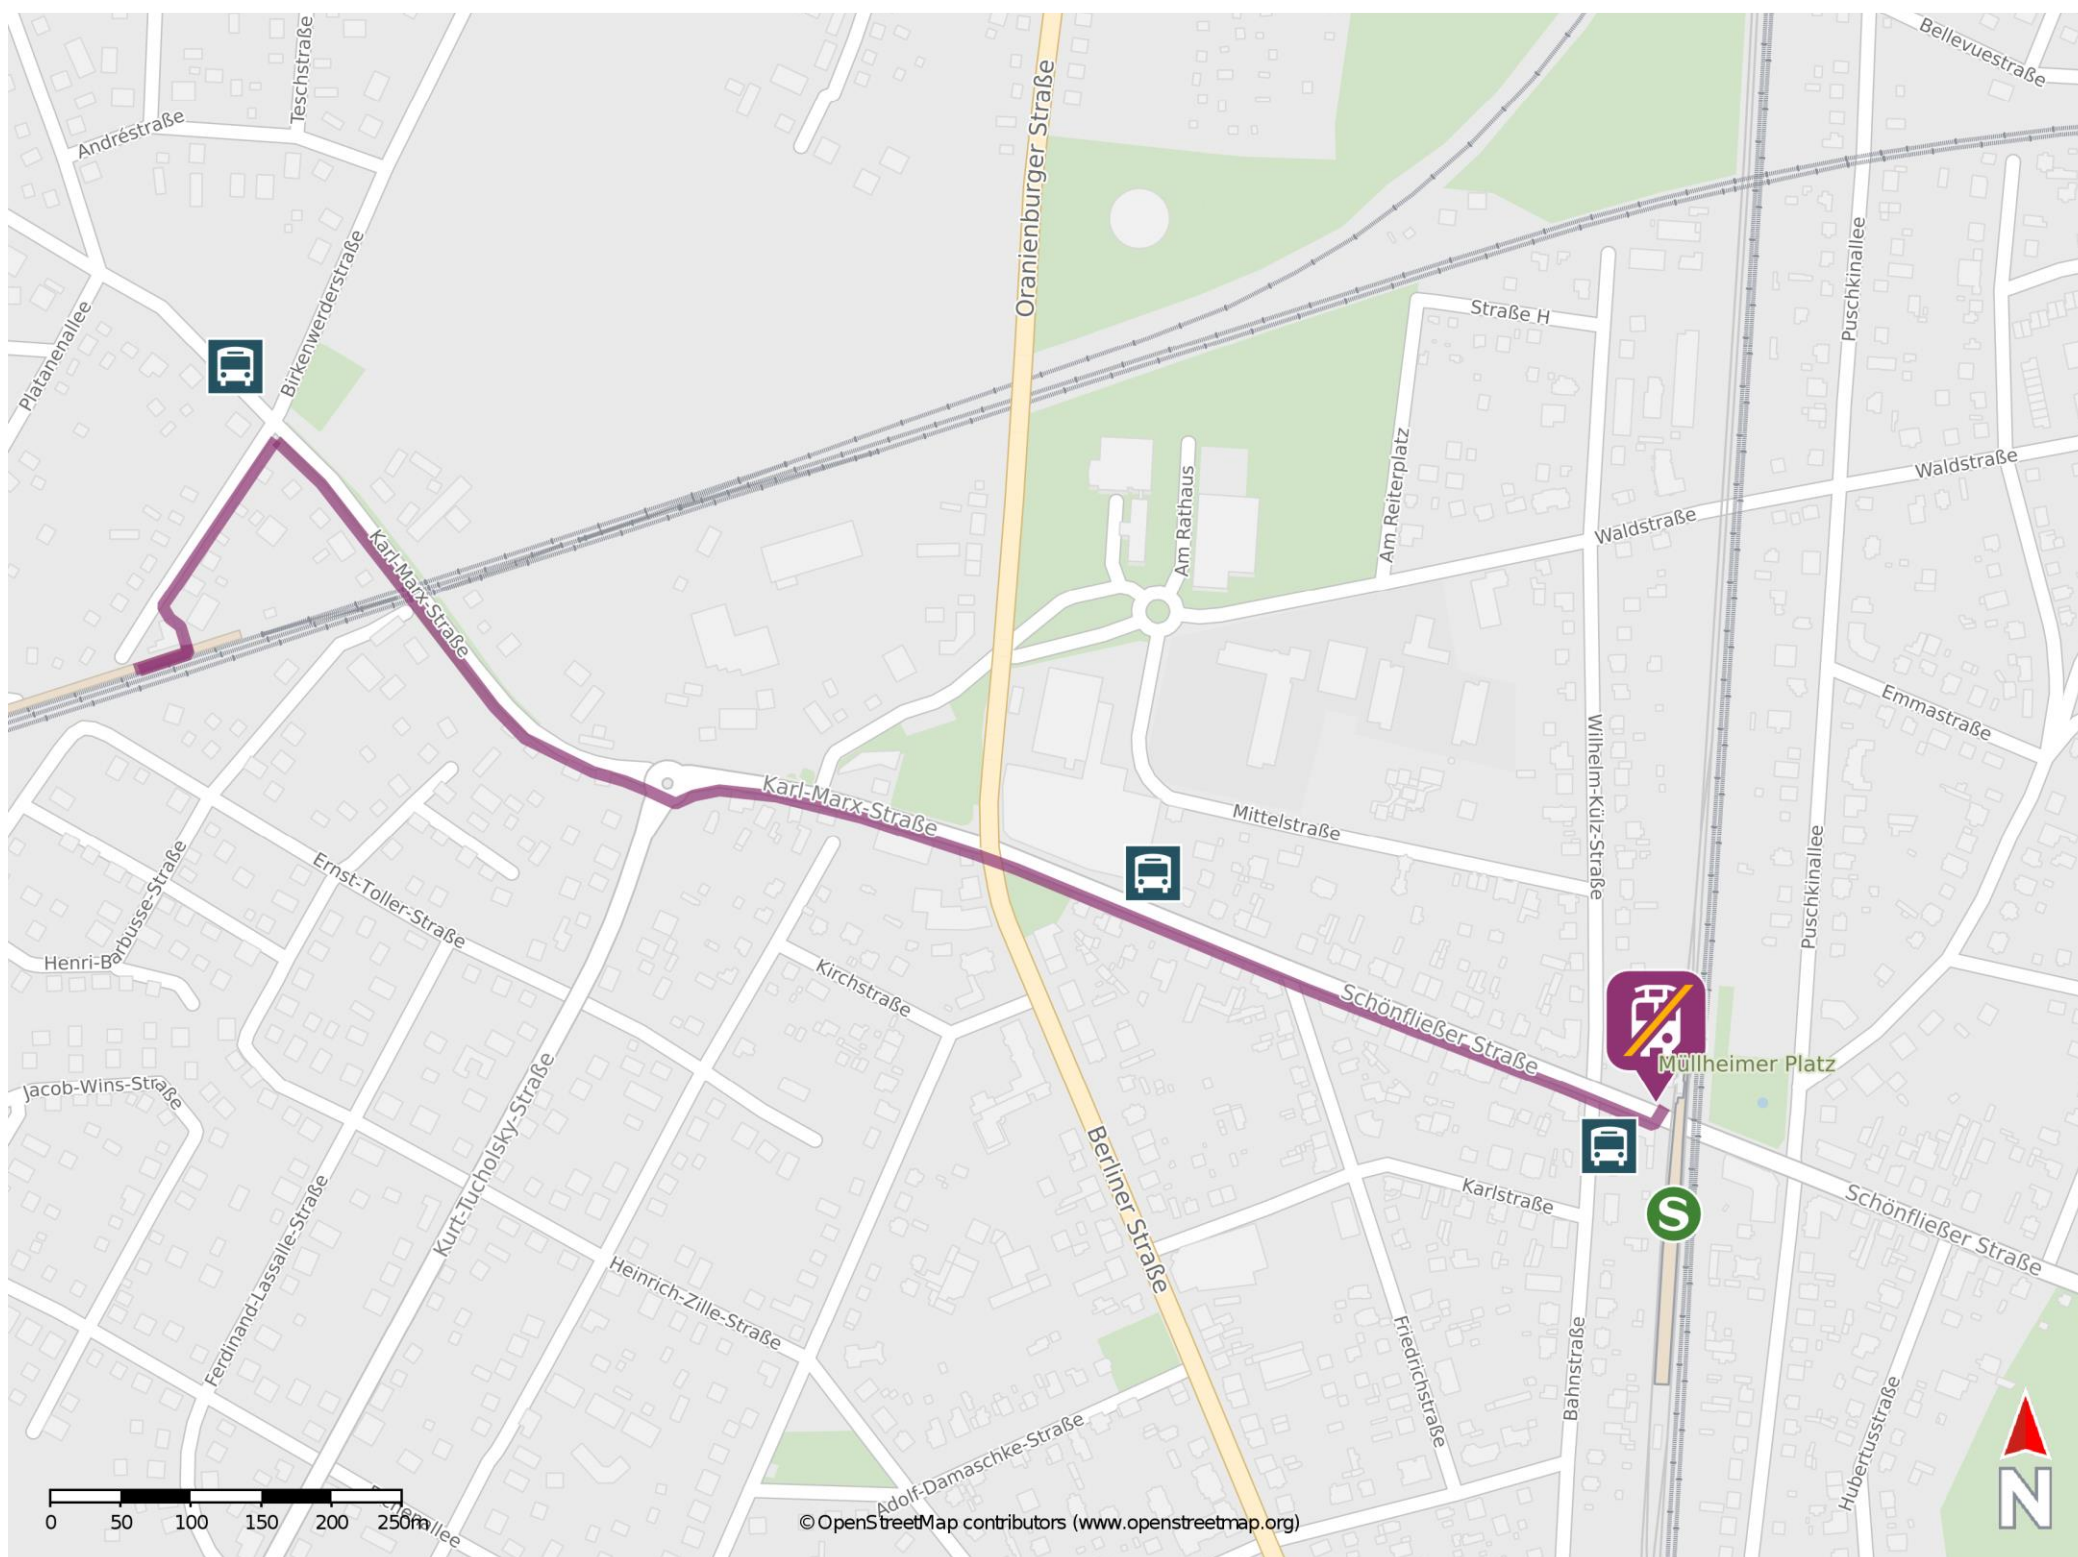 Bellevuestraße
Teschstraße
Andréstraße
Oranienburger Straße
Puschkinallee
Birkenwerderstraße
Platanenallee
Straße H
Am Reiterplatz
Am Rathaus
Waldstraße
Waldstraße
Karl-Marx-Straße
Emmastraße
Wilhelm-Külz-Straße
Karl-Marx-Straße
Mittelstraße
Puschkinallee
Henri-Barbusse-Straße
Ernst-Toller-Straße
Kirchstraße
Schönfließer Straße
Müllheimer Platz
Jacob-Wins-Straße
Kurt-Tucholsky-Straße
Ferdinand-Lassalle-Straße
Berliner Straße
Karlstraße
S
Schönfließer Straße
Heinrich-Zille-Straße
Friedrichstraße
Bahnstraße
Hubertusstraße
Adolf-Damaschke-Straße
N
0 50 100 150 200 250m
© OpenStreetMap contributors (www.openstreetmap.org)